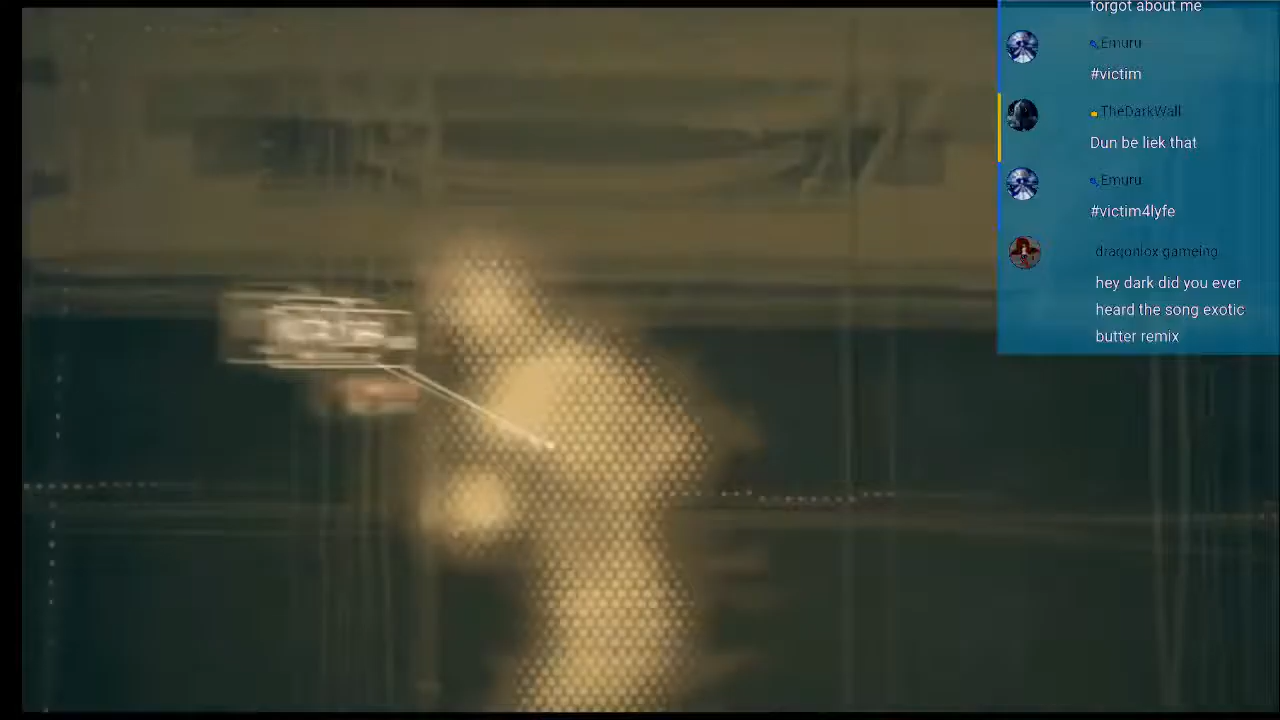 forgot about me
Emuru
#victim
TheDarkWall
Dun be liek that
Emuru
#victim4lyfe
dragonlox gameing
hey dark did you ever
heard the song exotic
butter remix